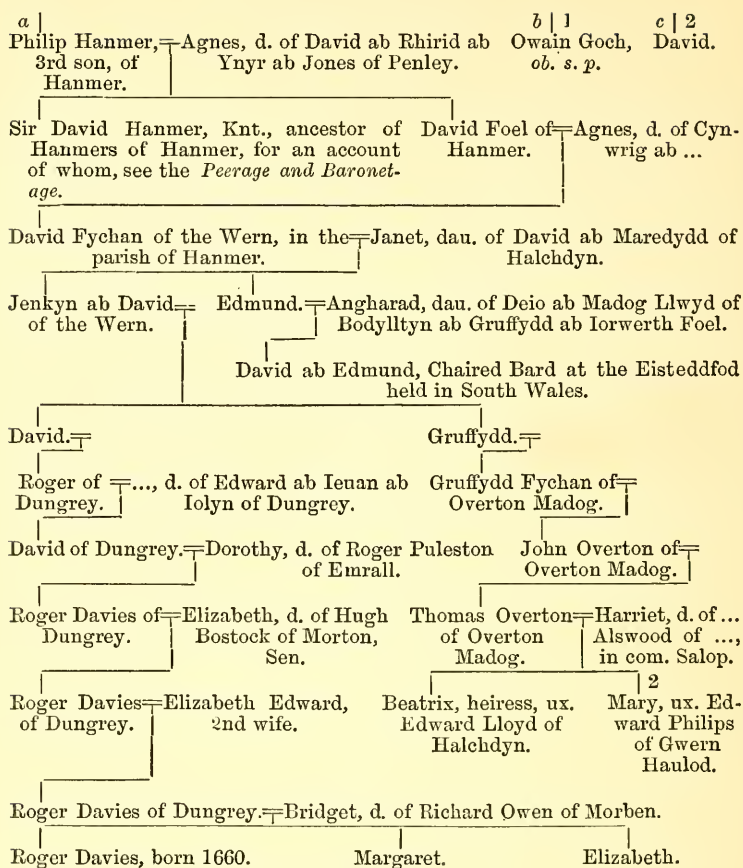 a | b | 1 c | 2
Philip Hanmer,=Agnes, d. of David ab Rhirid ab Owain Goch, David.
3rd son, of Ynyr ab Jones of Penley. ob. s. p.
Hanmer.
Sir David Hanmer, Knt., ancestor of David Foel of=Agnes, d. of Cyn-
Hanmers of Hanmer, for an account Hanmer. wrig ab ...
of whom, see the Peerage and Baronet-
age.
David Fychan of the Wern, in the=Janet, dau. of David ab Maredydd of
parish of Hanmer. Halchdyn.
Jenkyn ab David= Edmund.=Angharad, dau. of Deio ab Madog Llwyd of
of the Wern. Bodylltyn ab Gruffydd ab Iorwerth Foel.
David ab Edmund, Chaired Bard at the Eisteddfod
held in South Wales.
David.= Gruffydd.=
Roger of =..., d. of Edward ab Ieuan ab Gruffydd Fychan of=
Dungrey. Iolyn of Dungrey. Overton Madog.
David of Dungrey.=Dorothy, d. of Roger Puleston John Overton of=
of Emrall. Overton Madog.
Roger Davies of=Elizabeth, d. of Hugh Thomas Overton=Harriet, d. of ...
Dungrey. Bostock of Morton, of Overton Alswood of ...,
Sen. Madog. in com. Salop.
| 2
Roger Davies=Elizabeth Edward, Beatrix, heiress, ux. Mary, ux. Ed-
of Dungrey. 2nd wife. Edward Lloyd of ward Philips
Halchdyn. of Gwern
Haulod.
Roger Davies of Dungrey.=Bridget, d. of Richard Owen of Morben.
Roger Davies, born 1660. Margaret. Elizabeth.